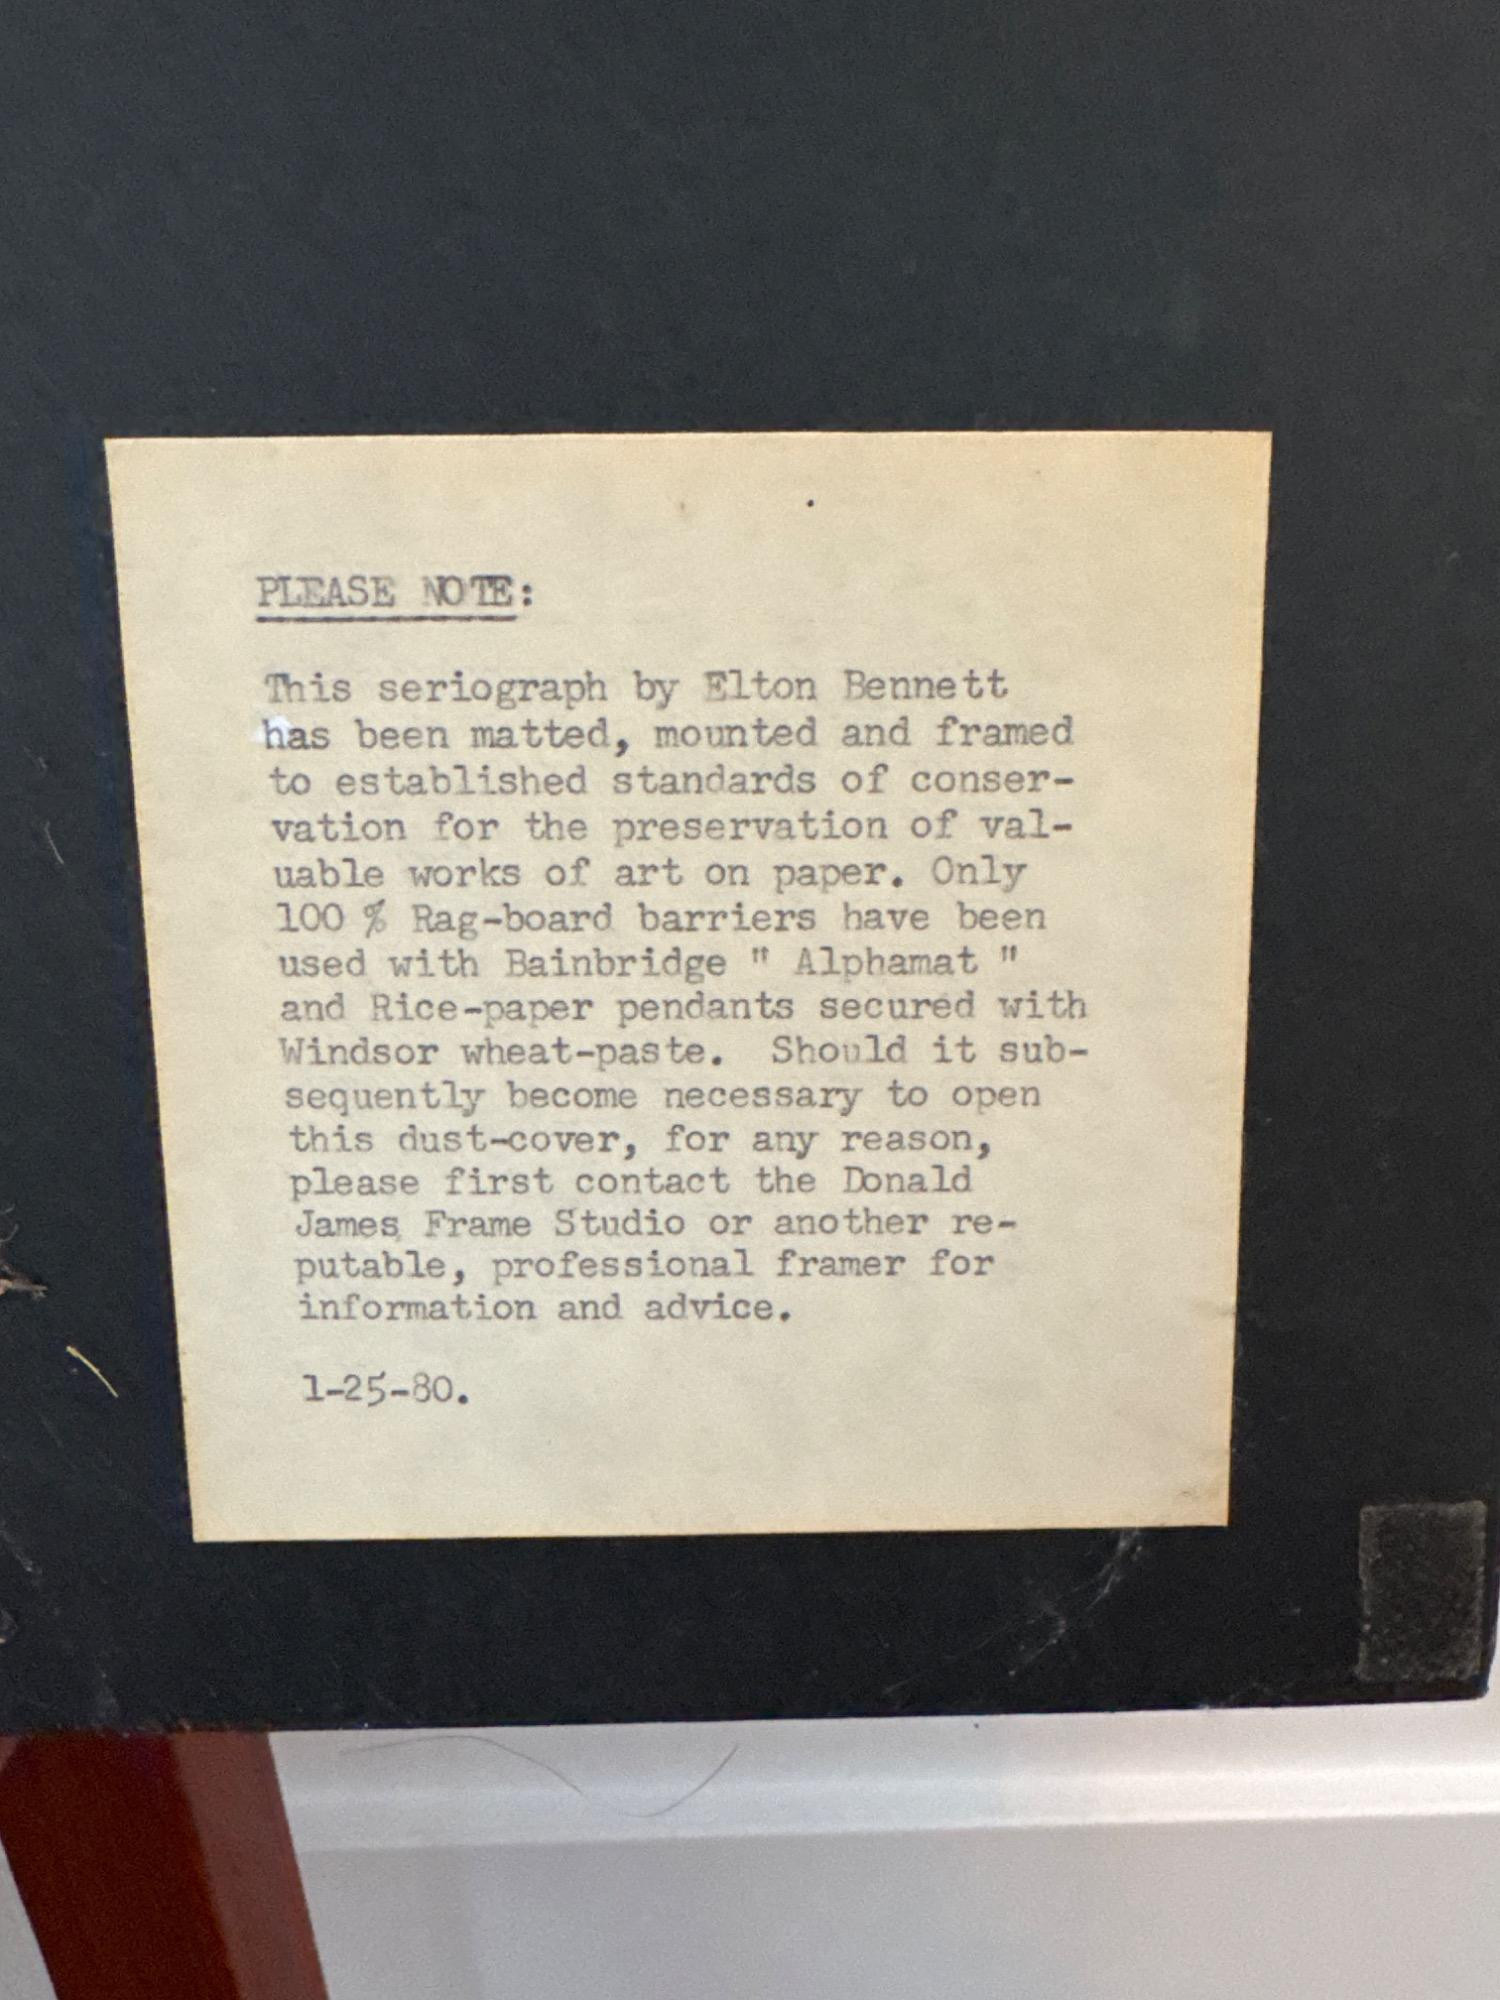 PLEASE NOTE:
This seriograph by Elton Bennett
has been matted, mounted and framed
to established standards of conser-
vation for the preservation of val-
uable works of art on paper. Only
100 % Rag-board barriers have been
used with Bainbridge " Alphamat "
and Rice-paper pendants secured with
Windsor wheat-paste. Should it sub-
sequently become necessary to open
this dust-cover, for any reason,
please first contact the Donald
James Frame Studio or another re-
putable, professional framer for
information and advice.
1-25-80.